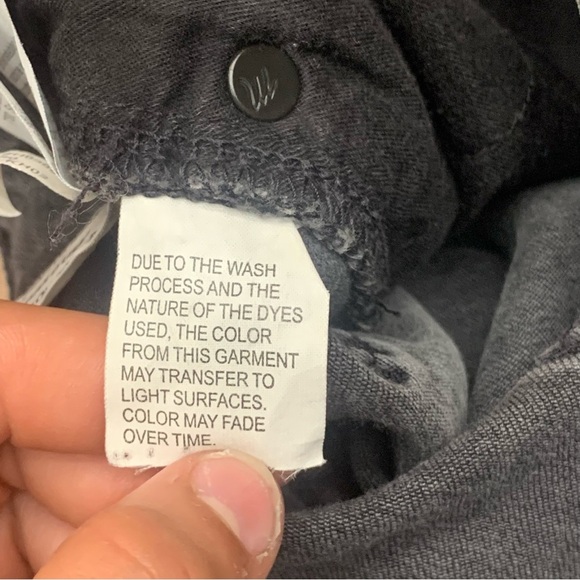 DUE TO THE WASH
PROCESS AND THE
NATURE OF THE DYES
USED, THE COLOR
FROM THIS GARMENT
MAY TRANSFER TO
LIGHT SURFACES.
COLOR MAY FADE
OVER TIME.